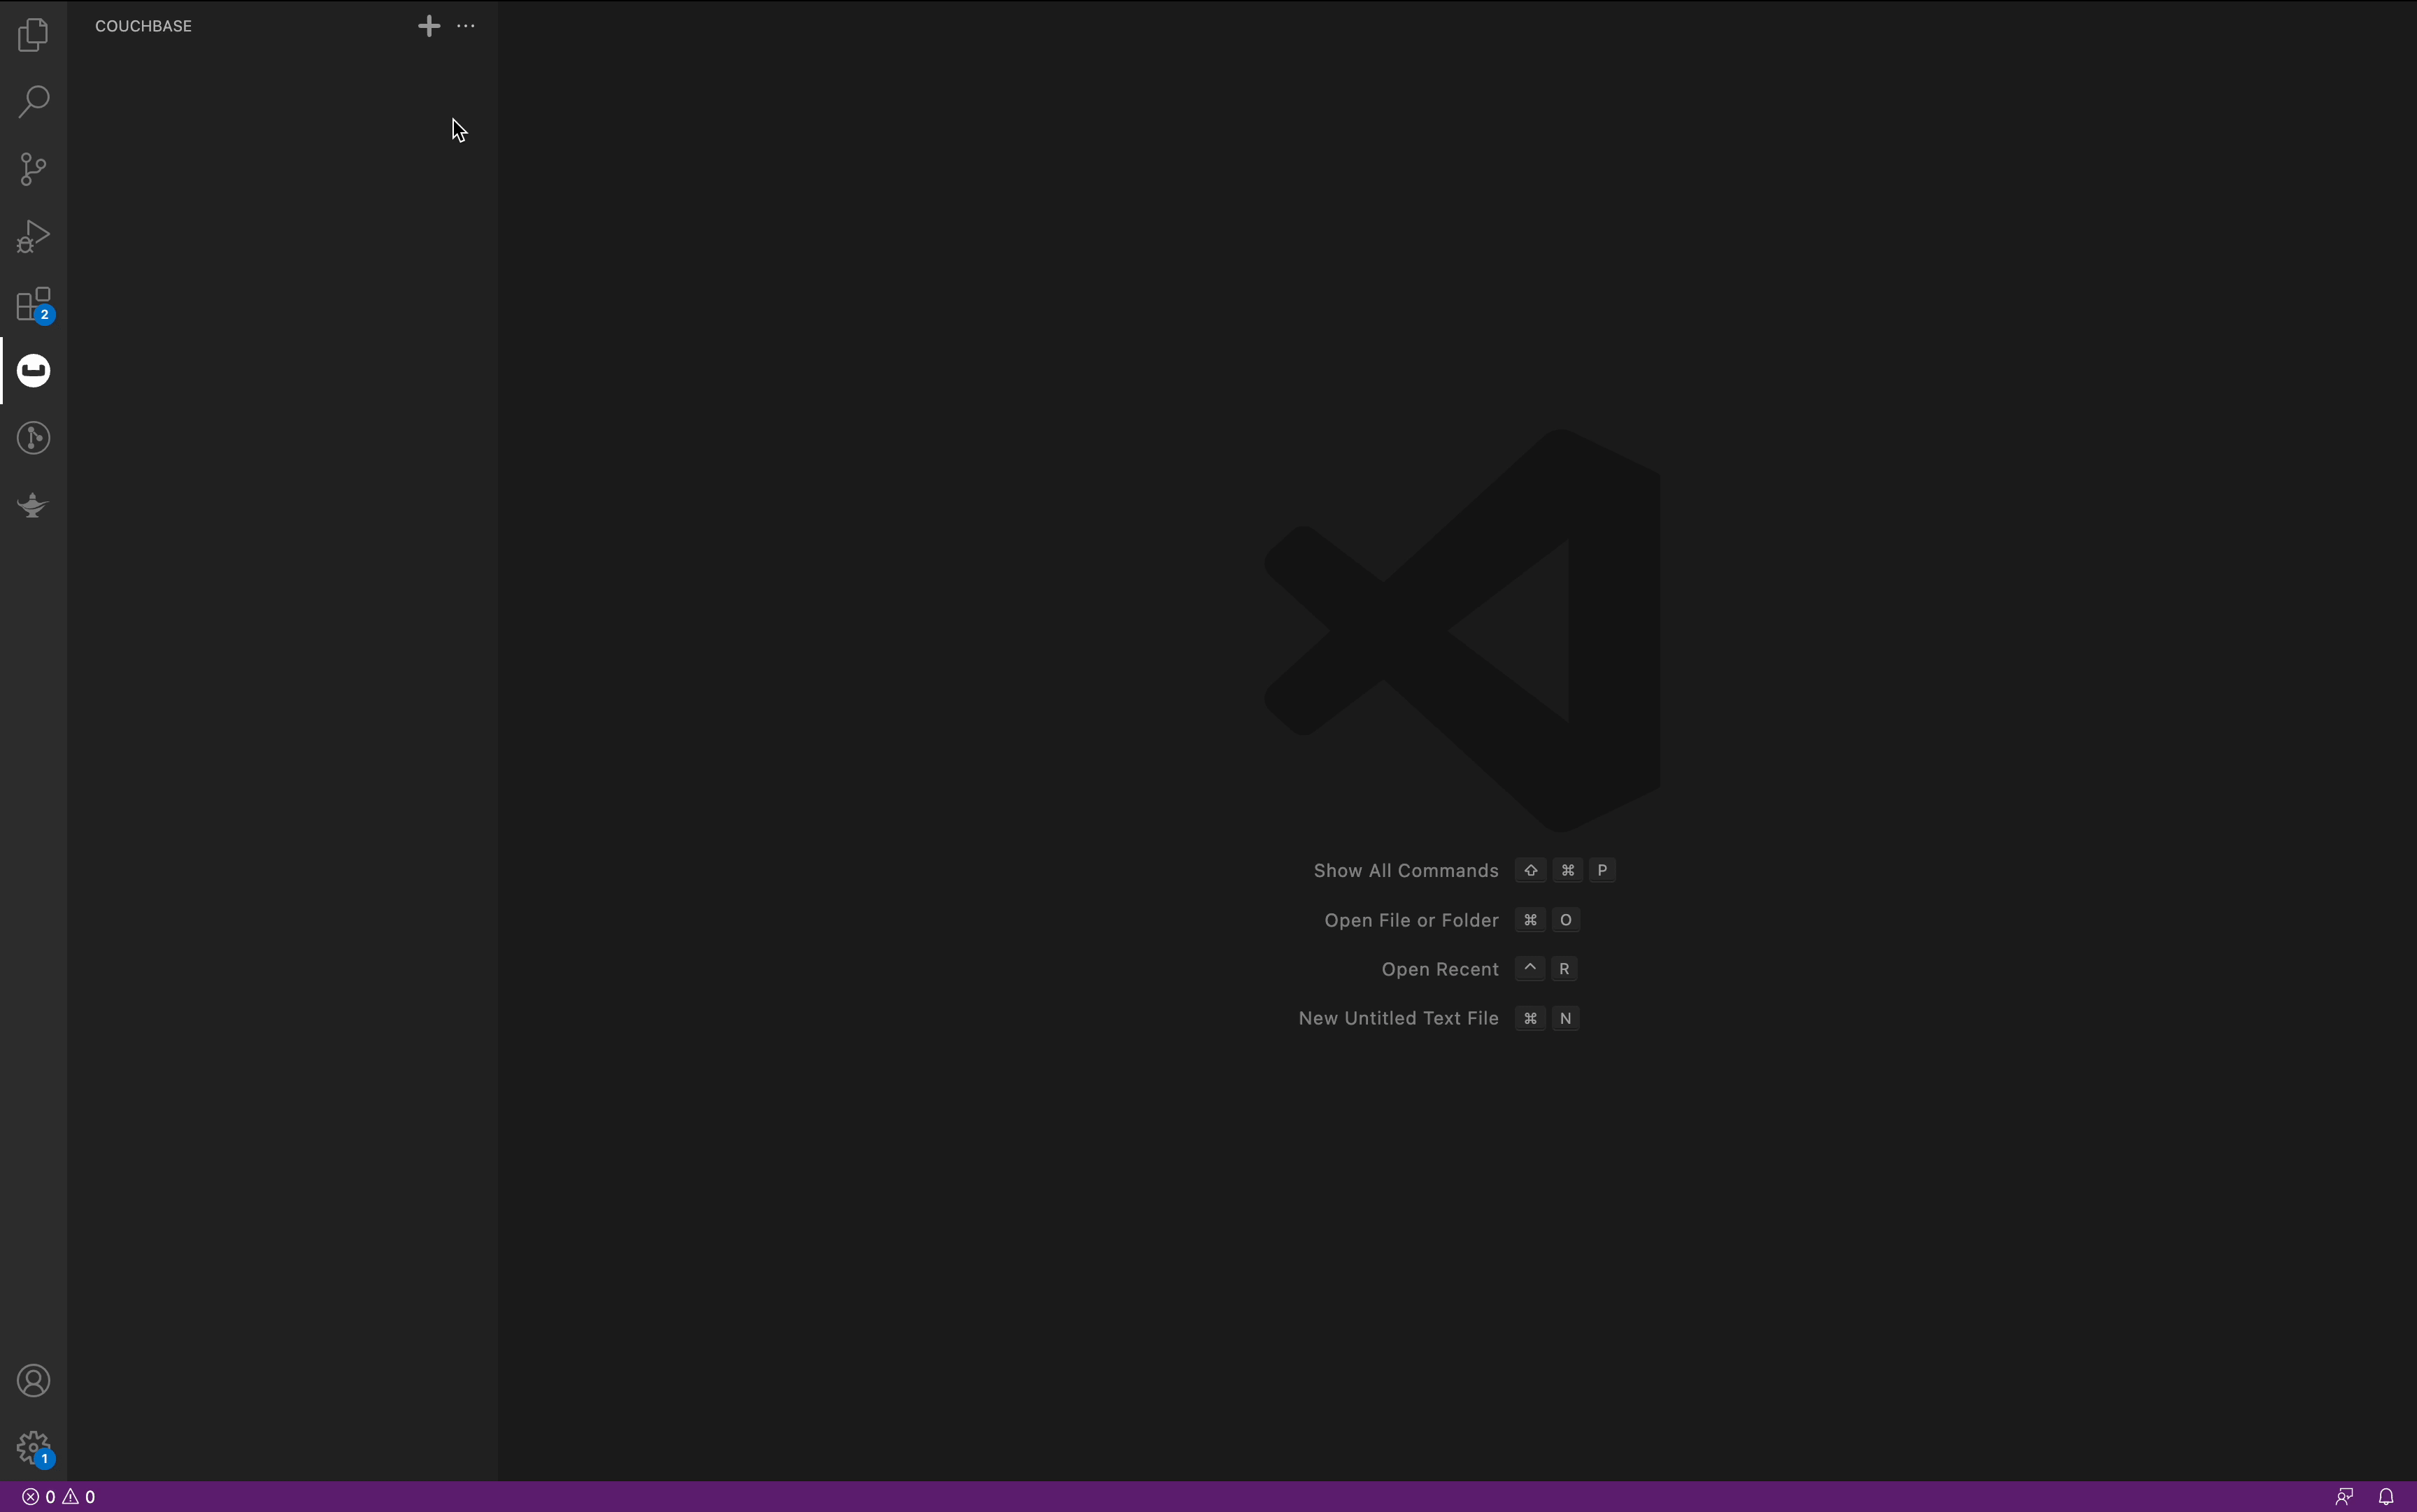 COUCHBASE
2
Show All Commands ⇧ ⌘ P
Open File or Folder ⌘ O
Open Recent ^ R
New Untitled Text File ⌘ N
1
0 0